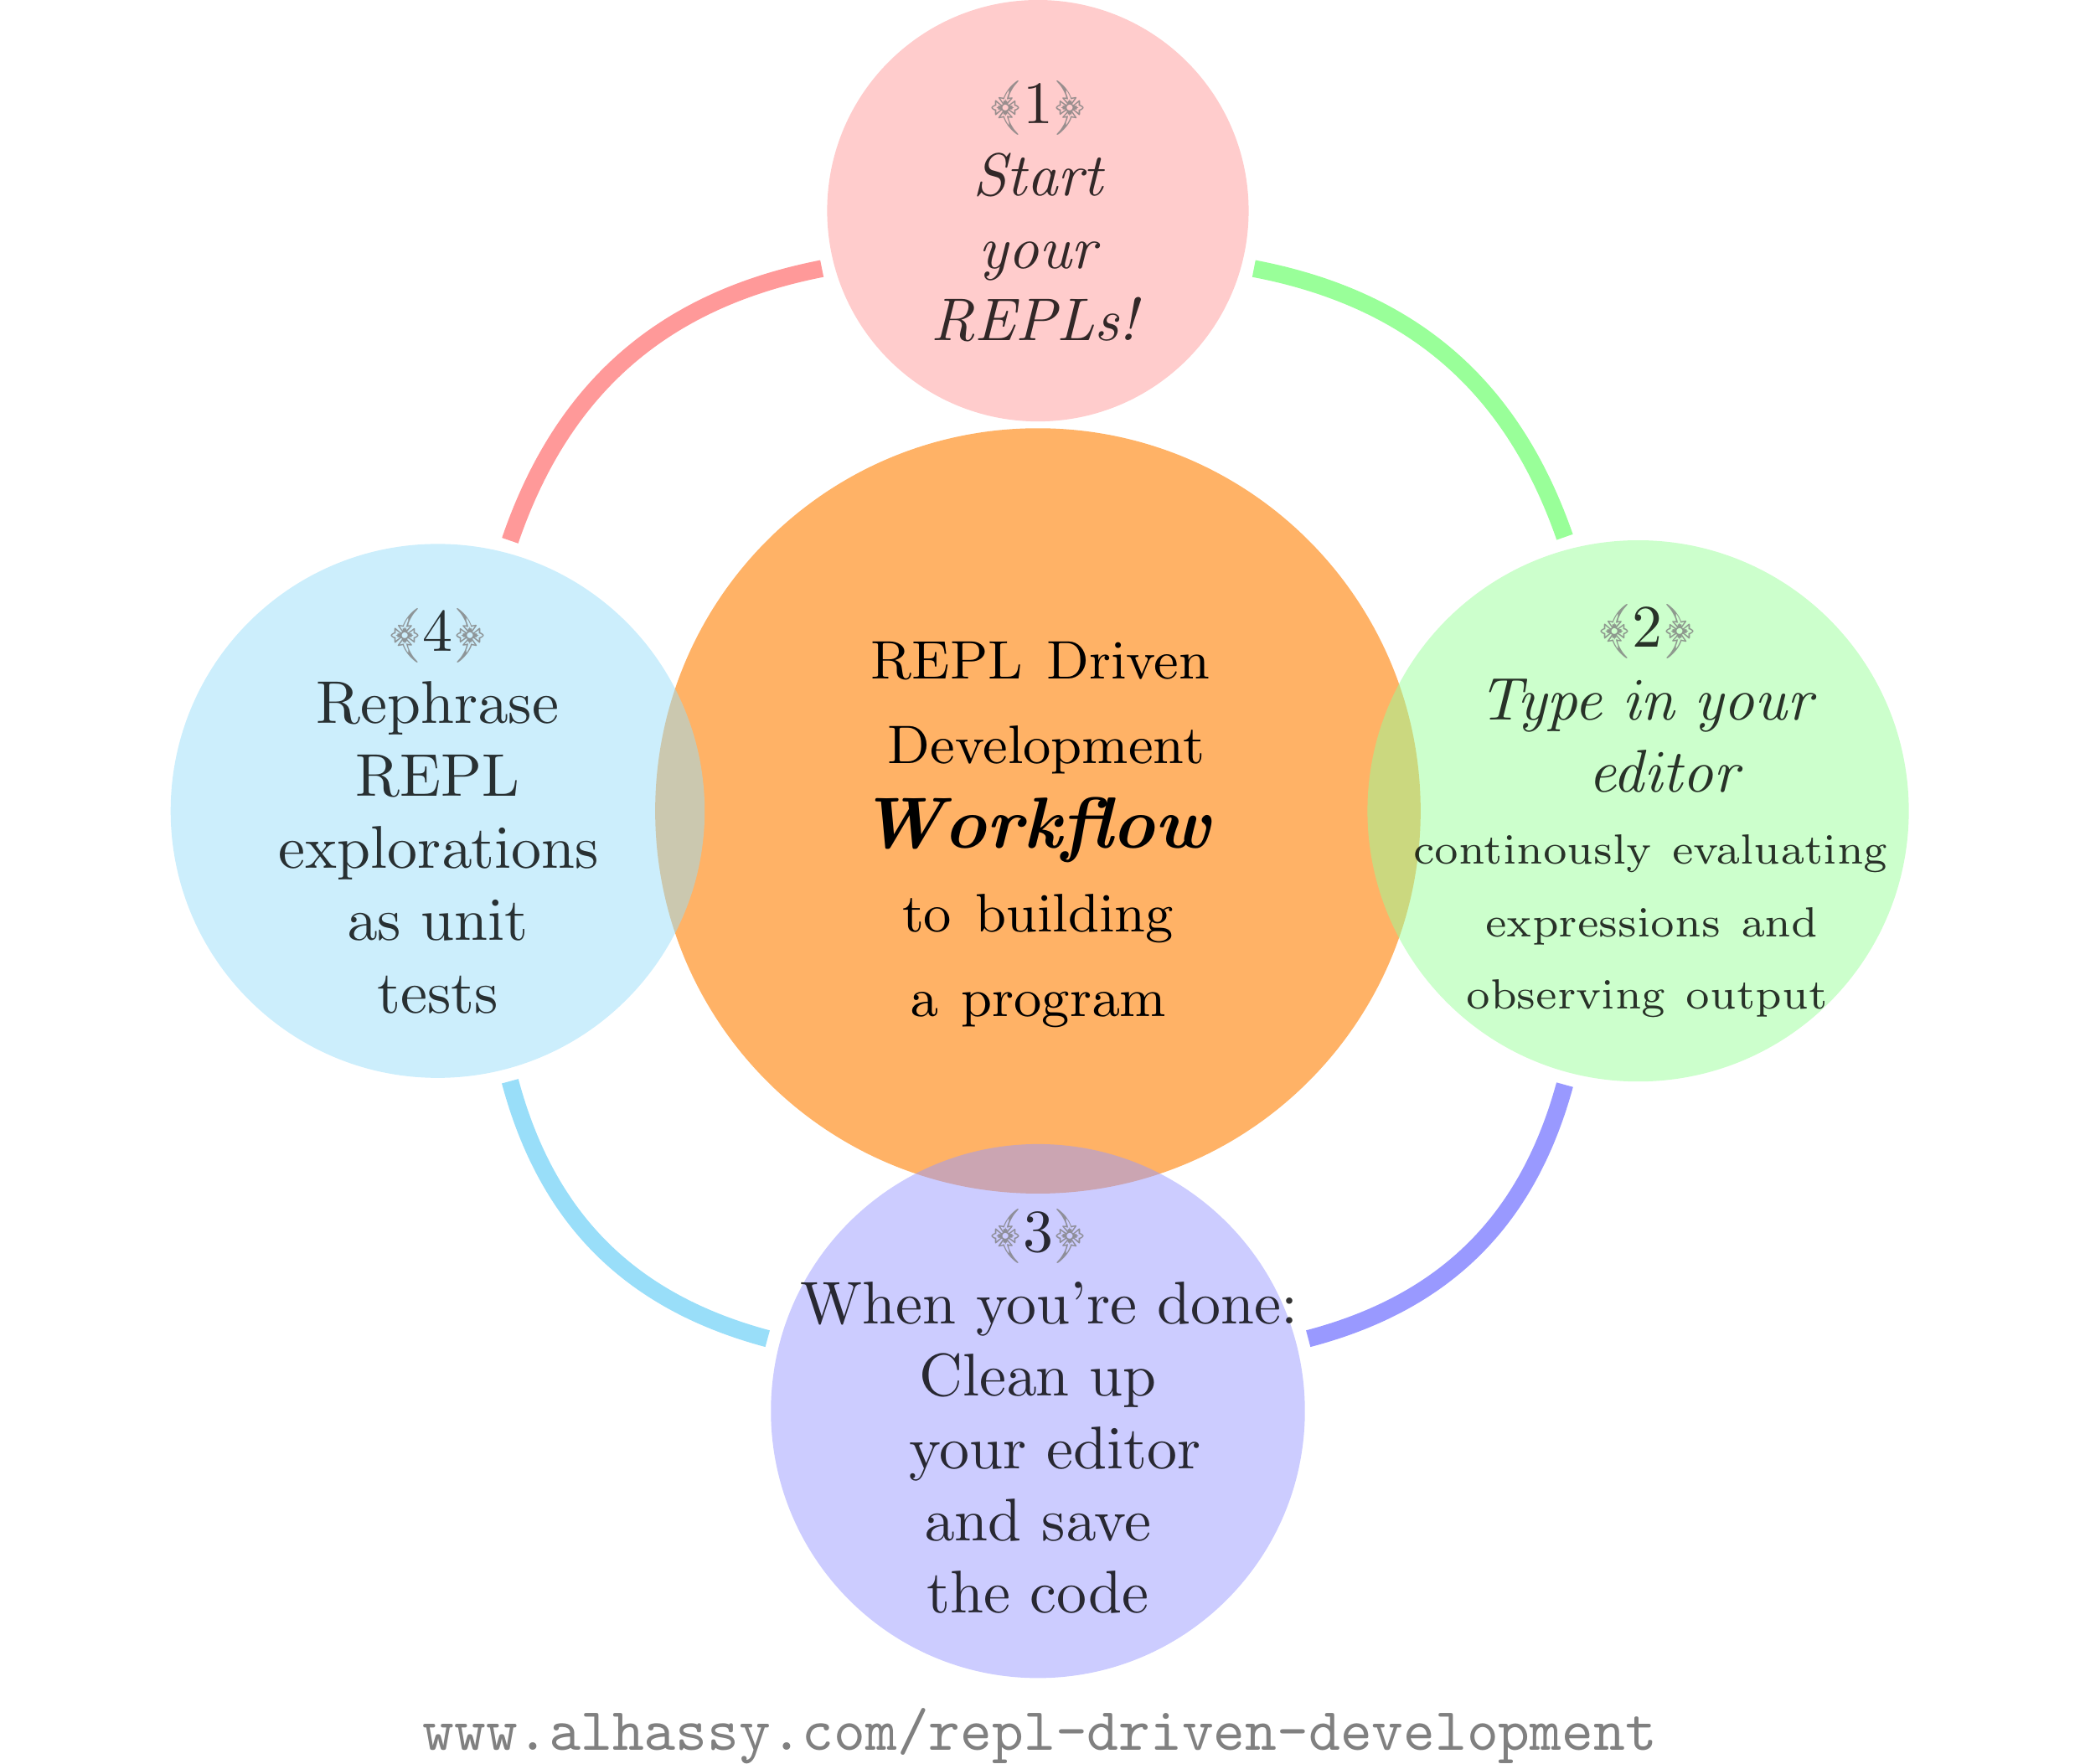 1
Start
your
REPLs!
REPL Driven
Development
Workflow
to building
a program
2
Type in your
editor
continously evaluating
expressions and
observing output
3
When you're done:
Clean up
your editor
and save
the code
4
Rephrase
REPL
explorations
as unit
tests
www.alhassy.com/repl-driven-development